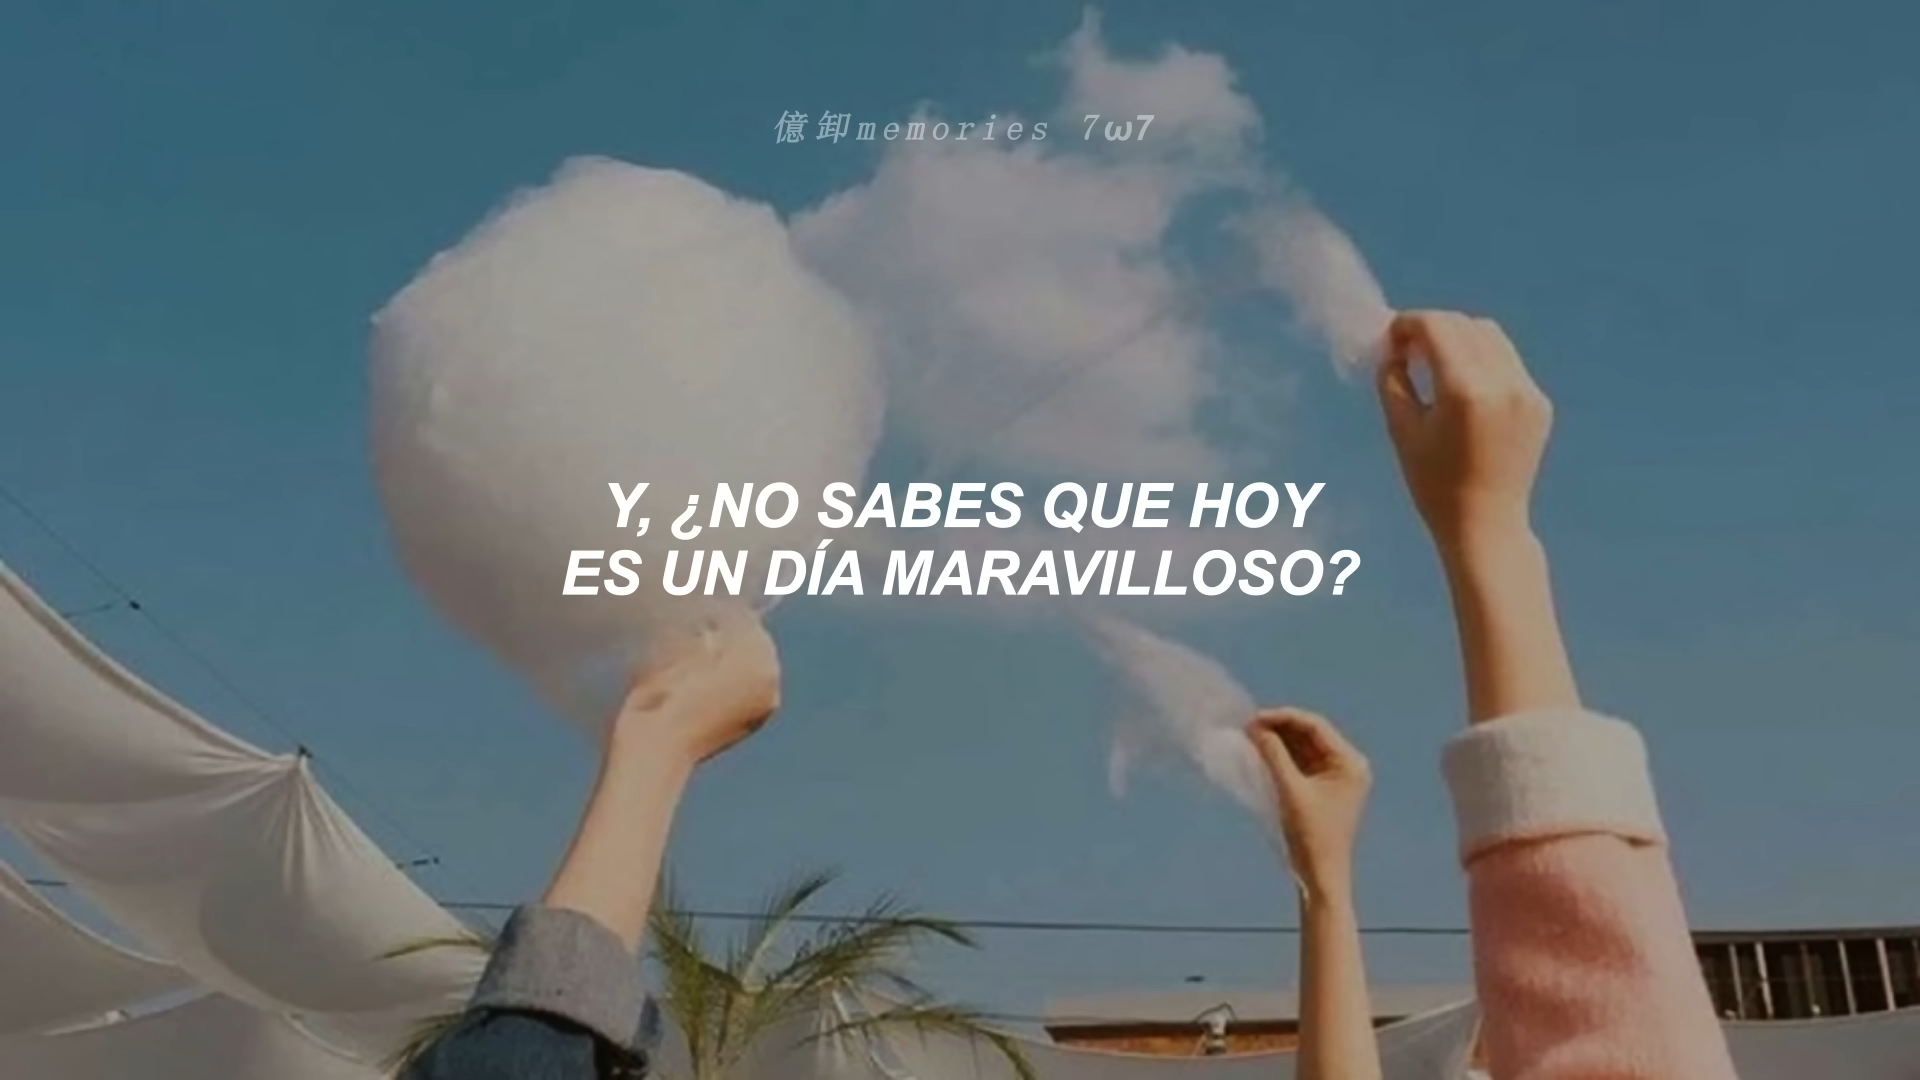 億卸memories 7ω7
Y, ¿NO SABES QUE HOY
ES UN DÍA MARAVILLOSO?